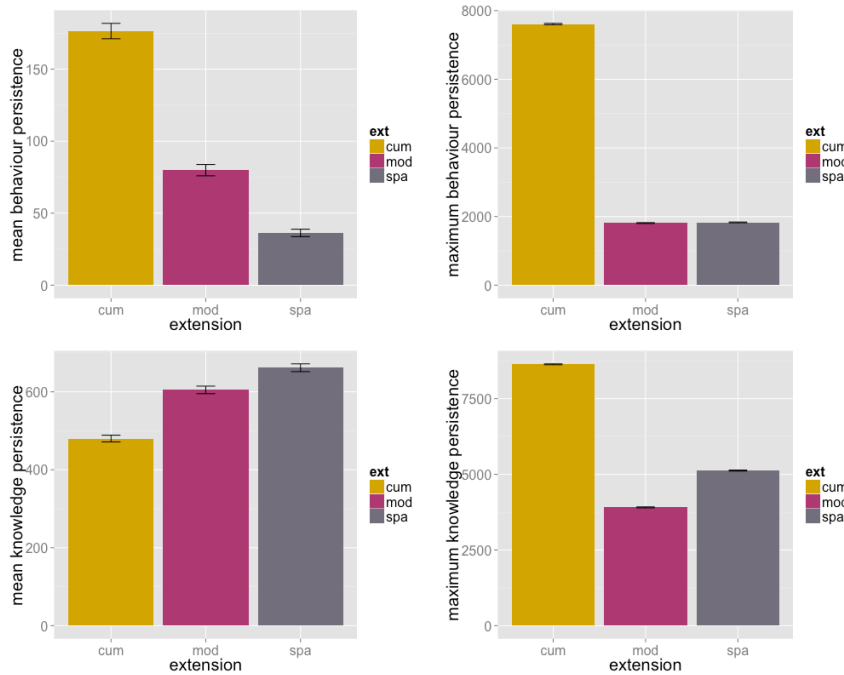 mean behaviour persistence
150
100
50
0
cum mod spa
extension
ext
cum
mod
spa
maximum behaviour persistence
8000
6000
4000
2000
0
cum mod spa
extension
ext
cum
mod
spa
mean knowledge persistence
600
400
200
0
cum mod spa
extension
ext
cum
mod
spa
maximum knowledge persistence
7500
5000
2500
0
cum mod spa
extension
ext
cum
mod
spa